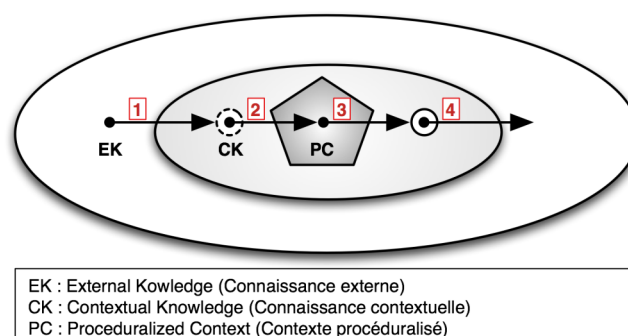 1 2 3 4
EK CK PC
EK : External Kowledge (Connaissance externe)
CK : Contextual Knowledge (Connaissance contextuelle)
PC : Proceduralized Context (Contexte procéduralisé)